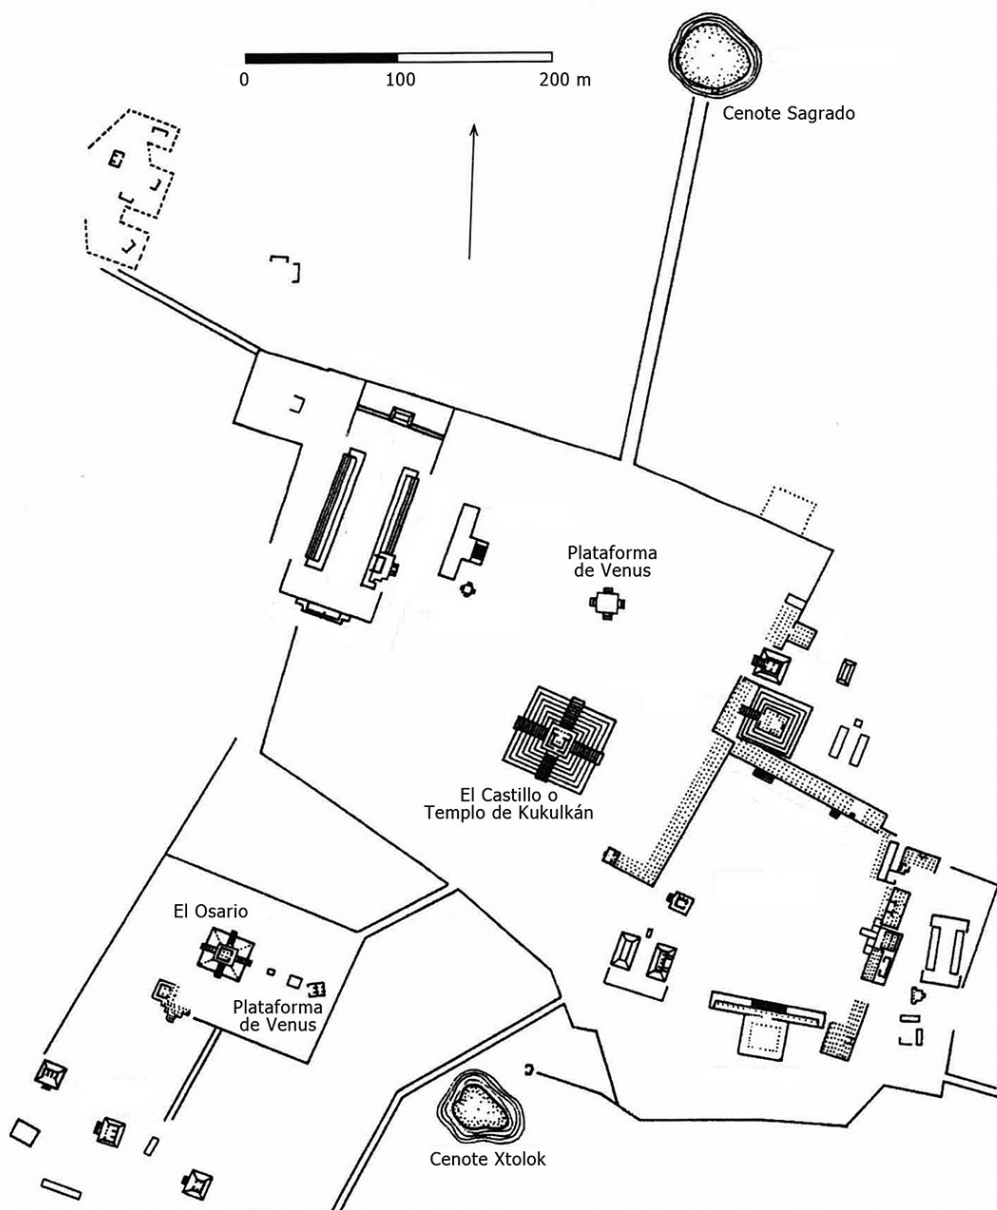 0 100 200 m
Cenote Sagrado
Plataforma
de Venus
El Castillo o
Templo de Kukulkán
El Osario
Plataforma
de Venus
Cenote Xtolok